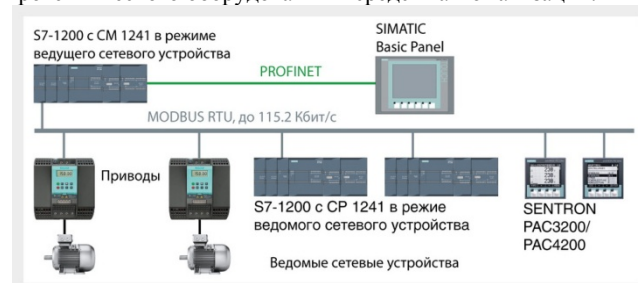 S7-1200 с CM 1241 в режиме
ведущего сетевого устройства
SIMATIC
Basic Panel
PROFINET
MODBUS RTU, до 115.2 Кбит/с
Приводы
S7-1200 с CP 1241 в режие
ведомого сетевого устройства
SENTRON
PAC3200/
PAC4200
Ведомые сетевые устройства